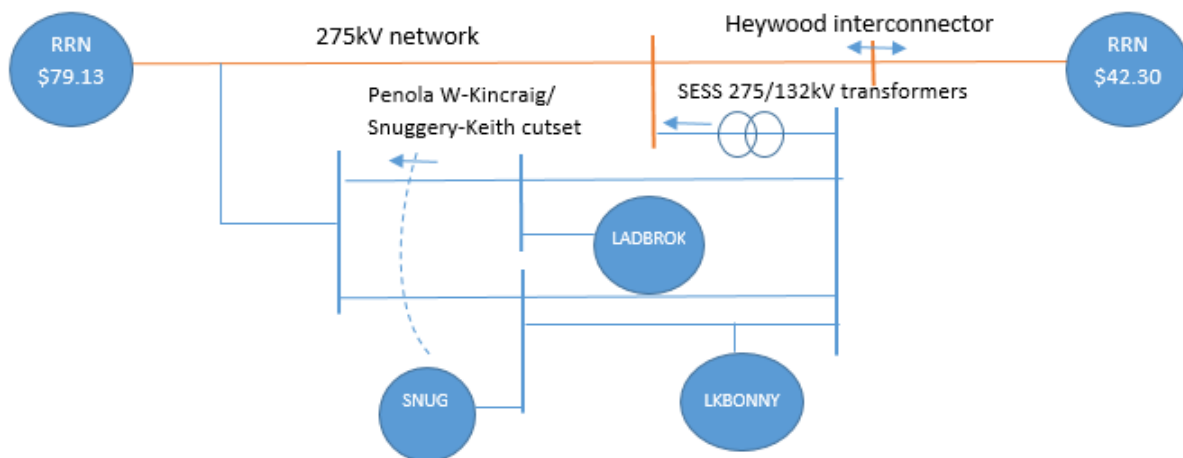 RRN
$79.13
275kV network
Heywood interconnector
RRN
$42.30
Penola W-Kincraig/
Snuggery-Keith cutset
SESS 275/132kV transformers
LADBROK
SNUG
LKBONNY